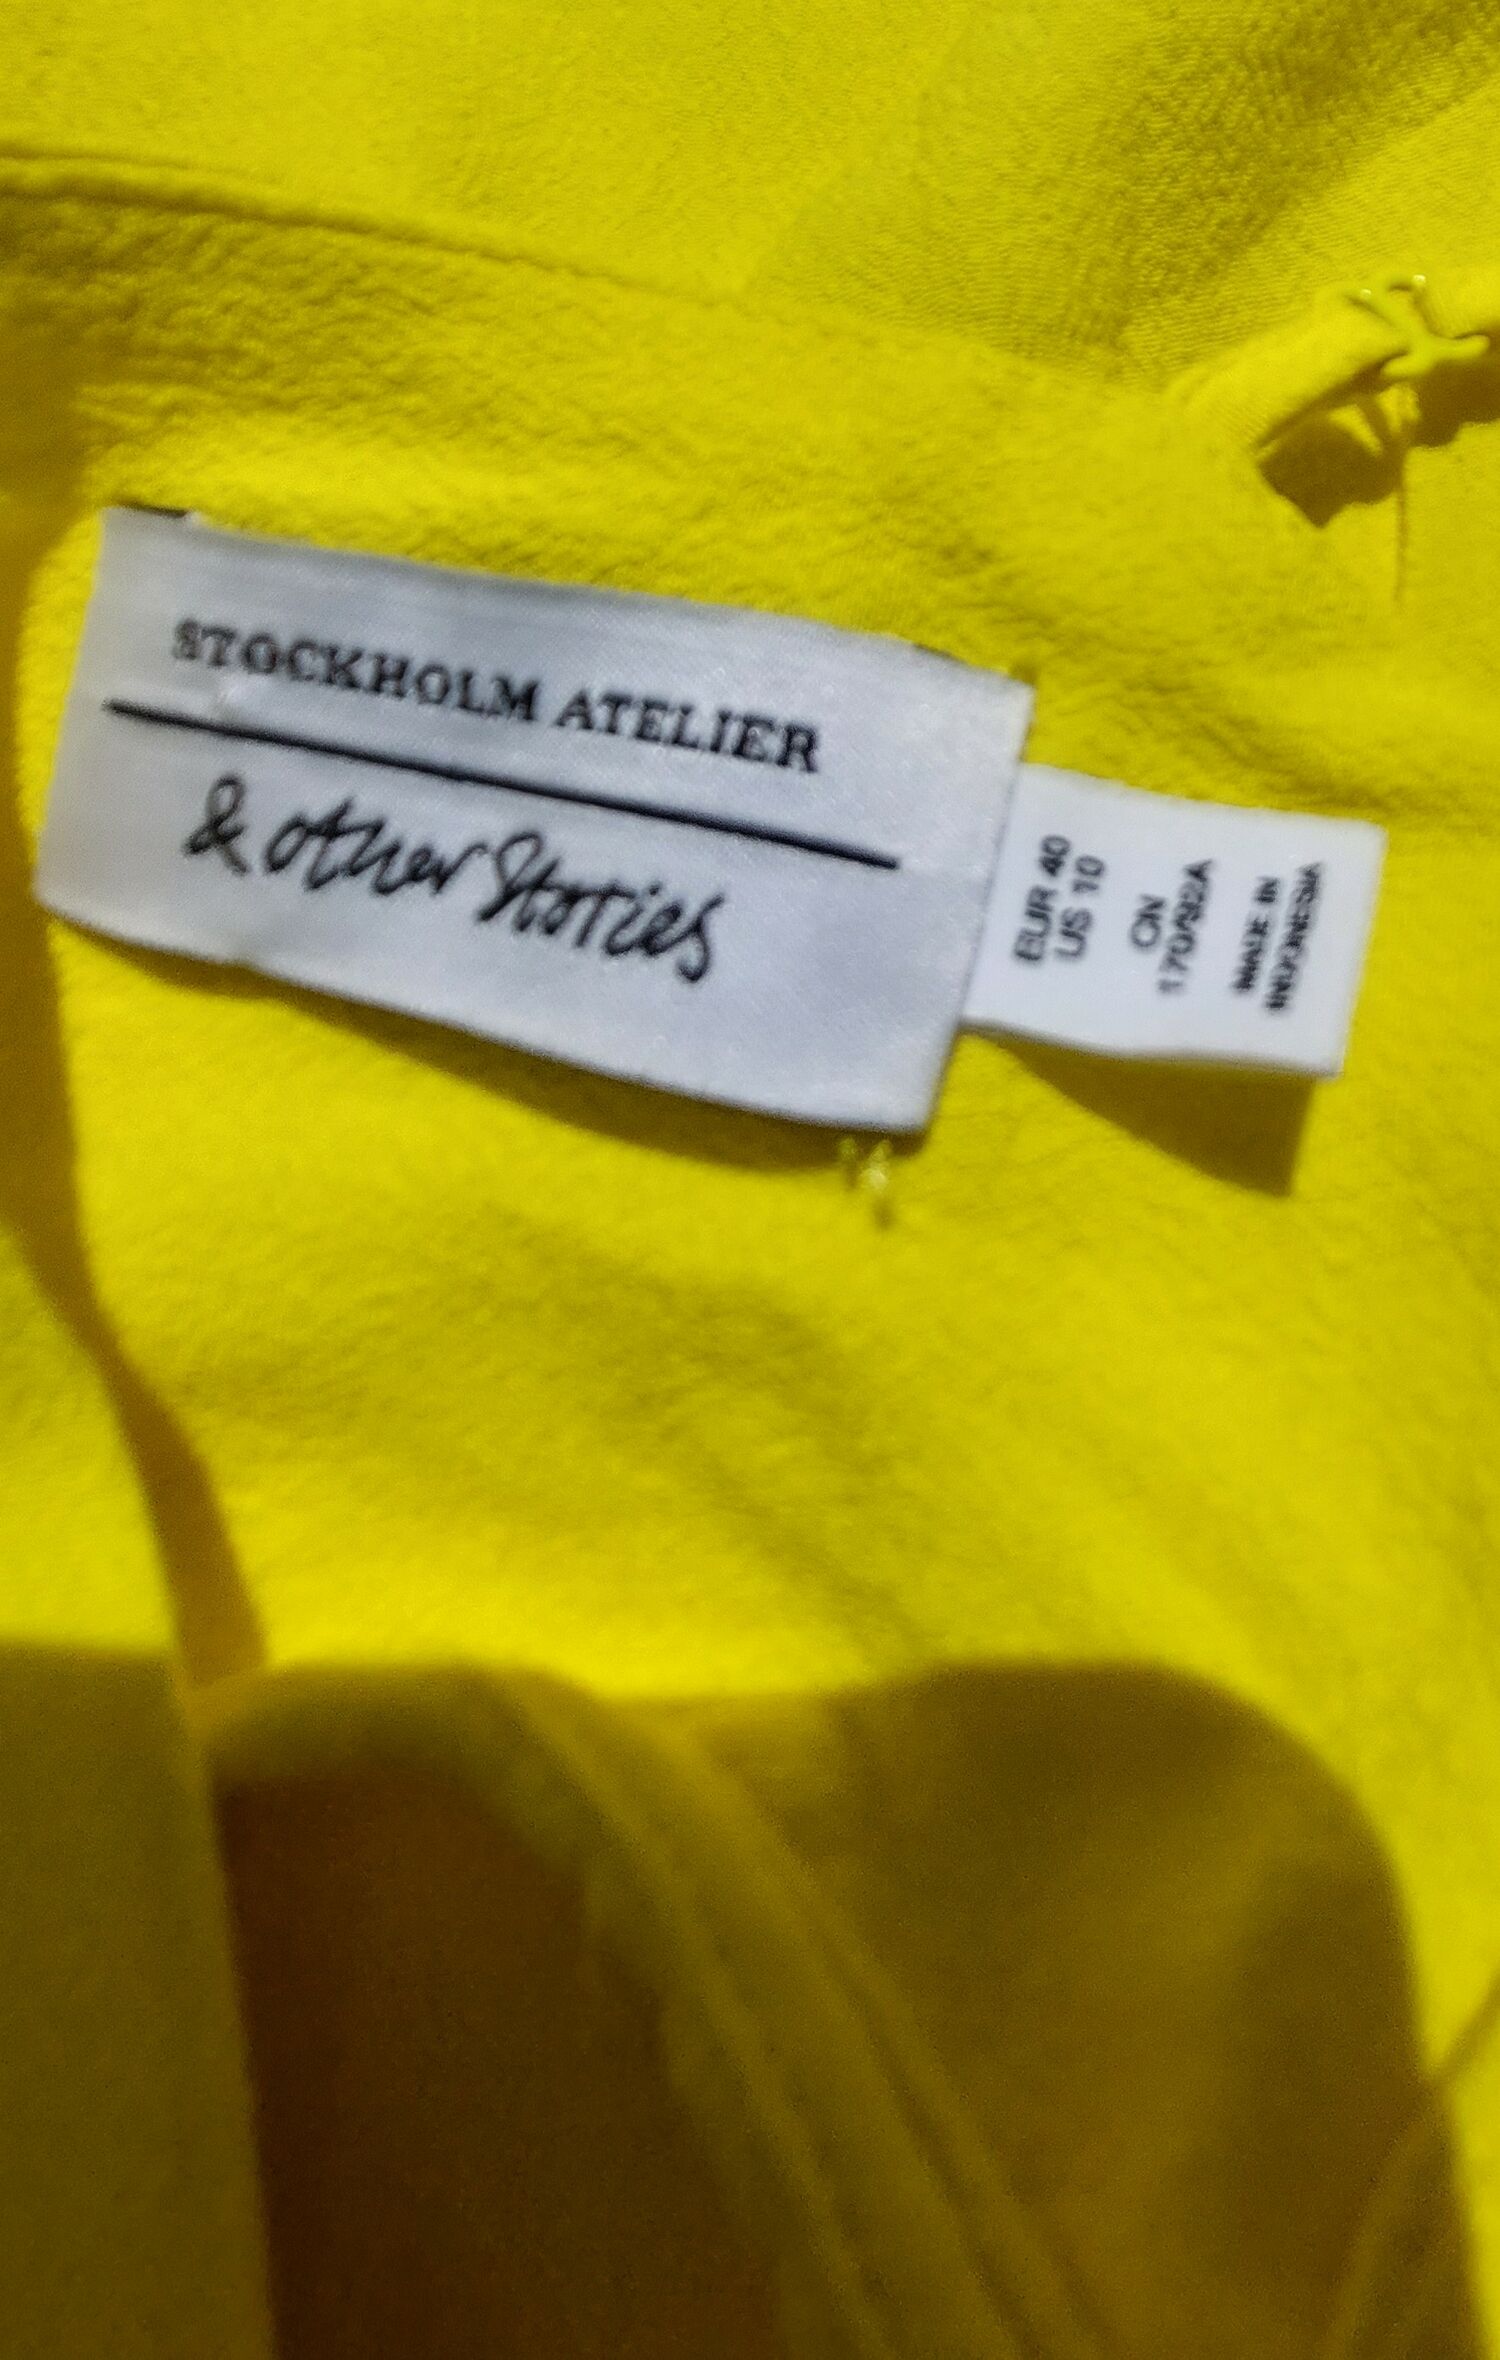 STOCKHOLM ATELIER
& other Stories
EUR 40
US 10
CN
170/92A
MADE IN
INDONESIA